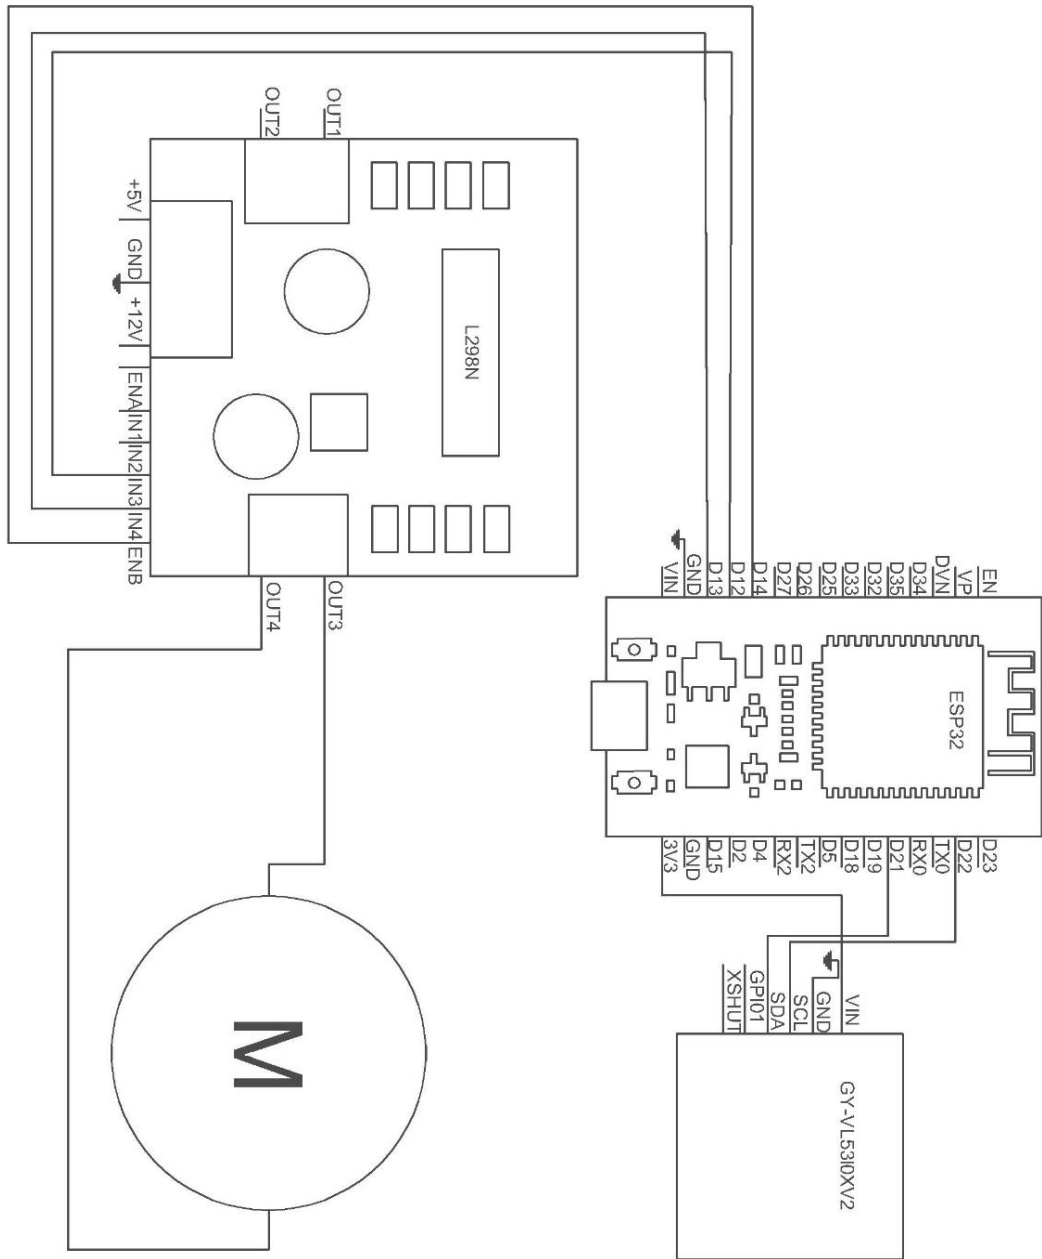 OUT2
OUT1
+5V
GND
+12V
ENA
IN1
IN2
IN3
IN4
ENB
L298N
OUT4
OUT3
VIN
GND
D13
D12
D14
D27
D26
D25
D33
D32
D35
D34
DVN
VP
EN
ESP32
3V3
GND
D15
D2
D4
RX2
TX2
D5
D18
D19
D21
RX0
TX0
D22
D23
XSHUT
GPI01
SDA
SCL
GND
VIN
GY-VL53I0XV2
M